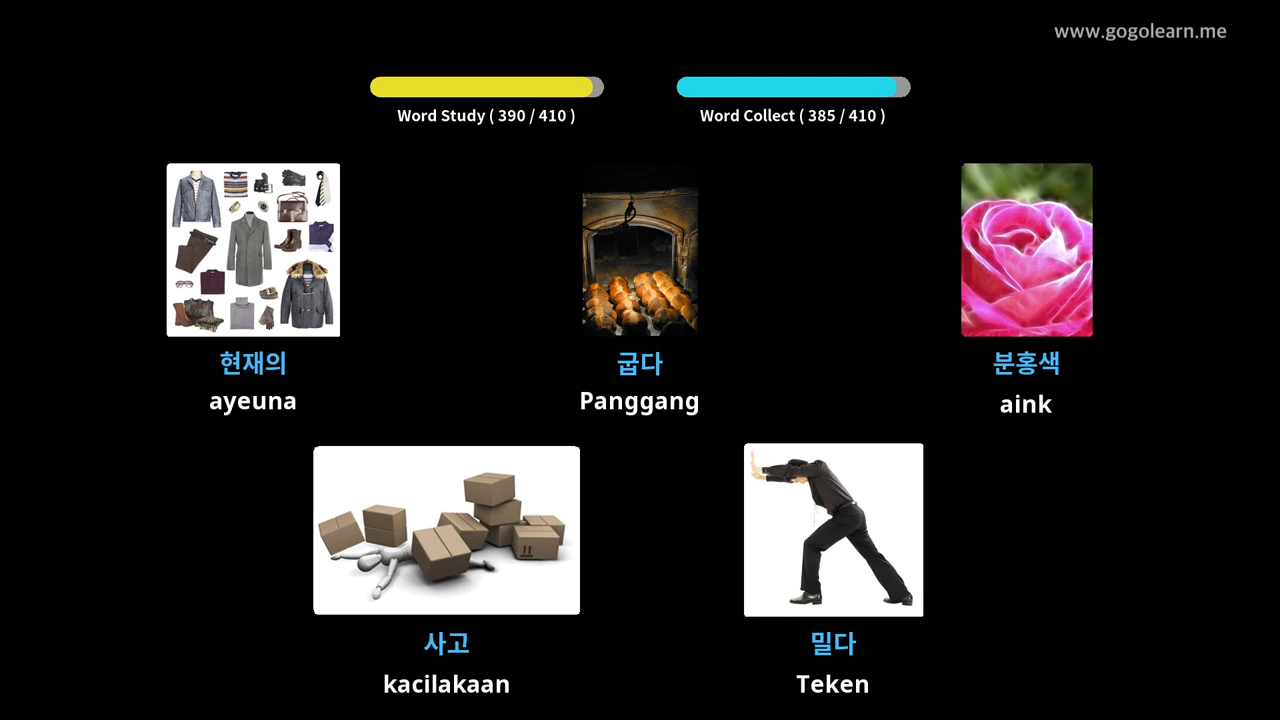 www.gogolearn.me
Word Study ( 390 / 410 )
Word Collect ( 385 / 410 )
현재의
ayeuna
굽다
Panggang
분홍색
aink
사고
kacilakaan
밀다
Teken